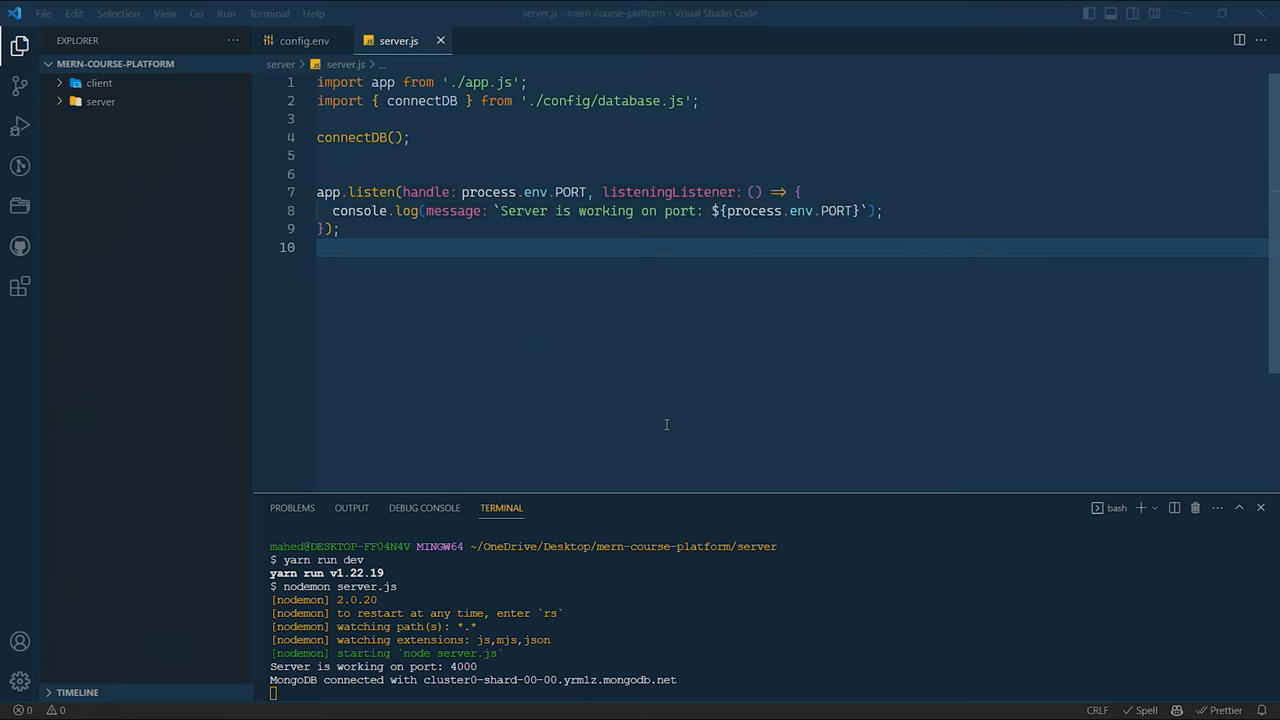 File Edit Selection View Go Run Terminal Help
server.js - mern-course-platform - Visual Studio Code
EXPLORER
config.env
server.js
MERN-COURSE-PLATFORM
server > server.js > ...
client
server
1 import app from './app.js';
2 import { connectDB } from './config/database.js';
3
4 connectDB();
5
6
7 app.listen(handle: process.env.PORT, listeningListener: () => {
8 console.log(message: `Server is working on port: ${process.env.PORT}`);
9 });
10
PROBLEMS OUTPUT DEBUG CONSOLE TERMINAL
bash
mahed@DESKTOP-FF04N4V MINGW64 ~/OneDrive/Desktop/mern-course-platform/server
$ yarn run dev
yarn run v1.22.19
$ nodemon server.js
[nodemon] 2.0.20
[nodemon] to restart at any time, enter `rs`
[nodemon] watching path(s): *.*
[nodemon] watching extensions: js,mjs,json
[nodemon] starting `node server.js`
Server is working on port: 4000
MongoDB connected with cluster0-shard-00-00.yrm1z.mongodb.net
TIMELINE
0 0
CRLF Spell Prettier